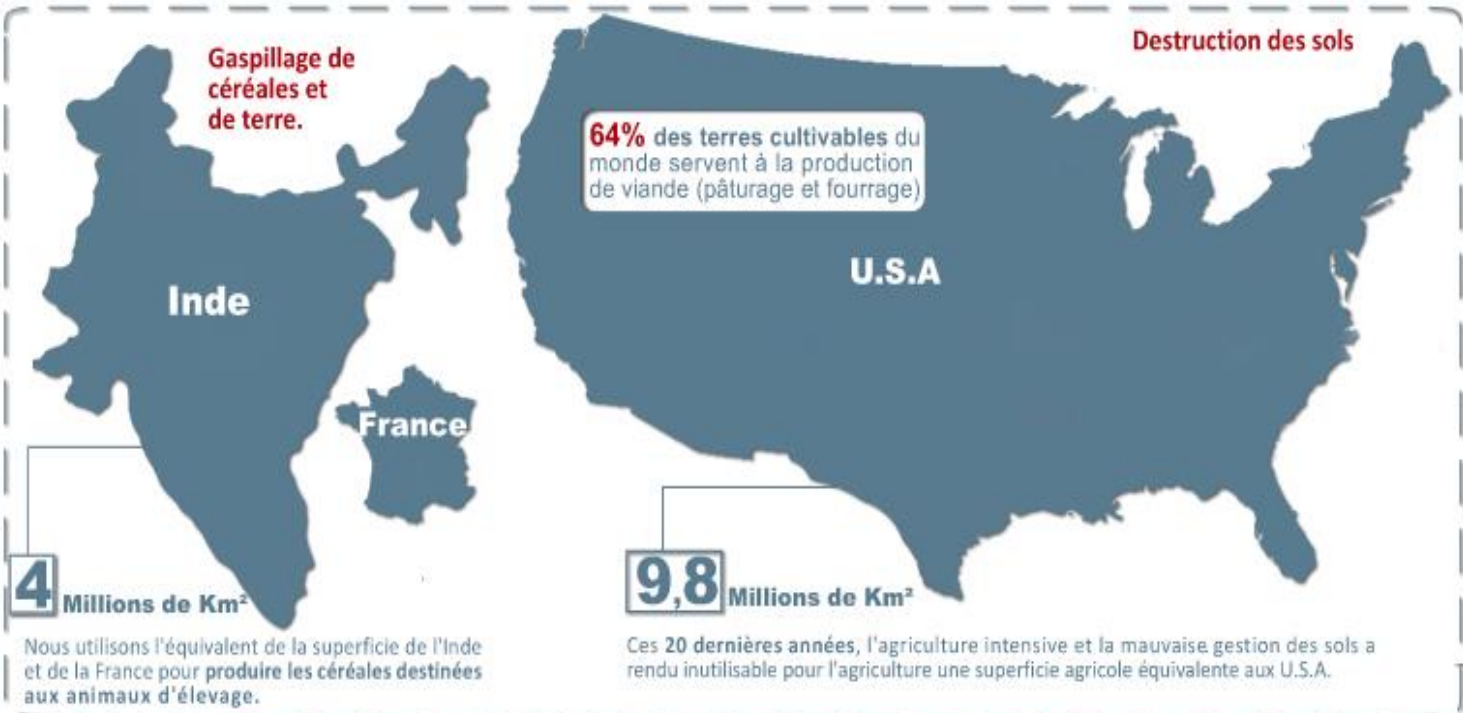 Gaspillage de
céréales et
de terre.
Inde
France
4 Millions de Km²
Nous utilisons l'équivalent de la superficie de l'Inde
et de la France pour produire les céréales destinées
aux animaux d'élevage.
Destruction des sols
64% des terres cultivables du
monde servent à la production
de viande (pâturage et fourrage)
U.S.A
9,8 Millions de Km²
Ces 20 dernières années, l'agriculture intensive et la mauvaise gestion des sols a
rendu inutilisable pour l'agriculture une superficie agricole équivalente aux U.S.A.